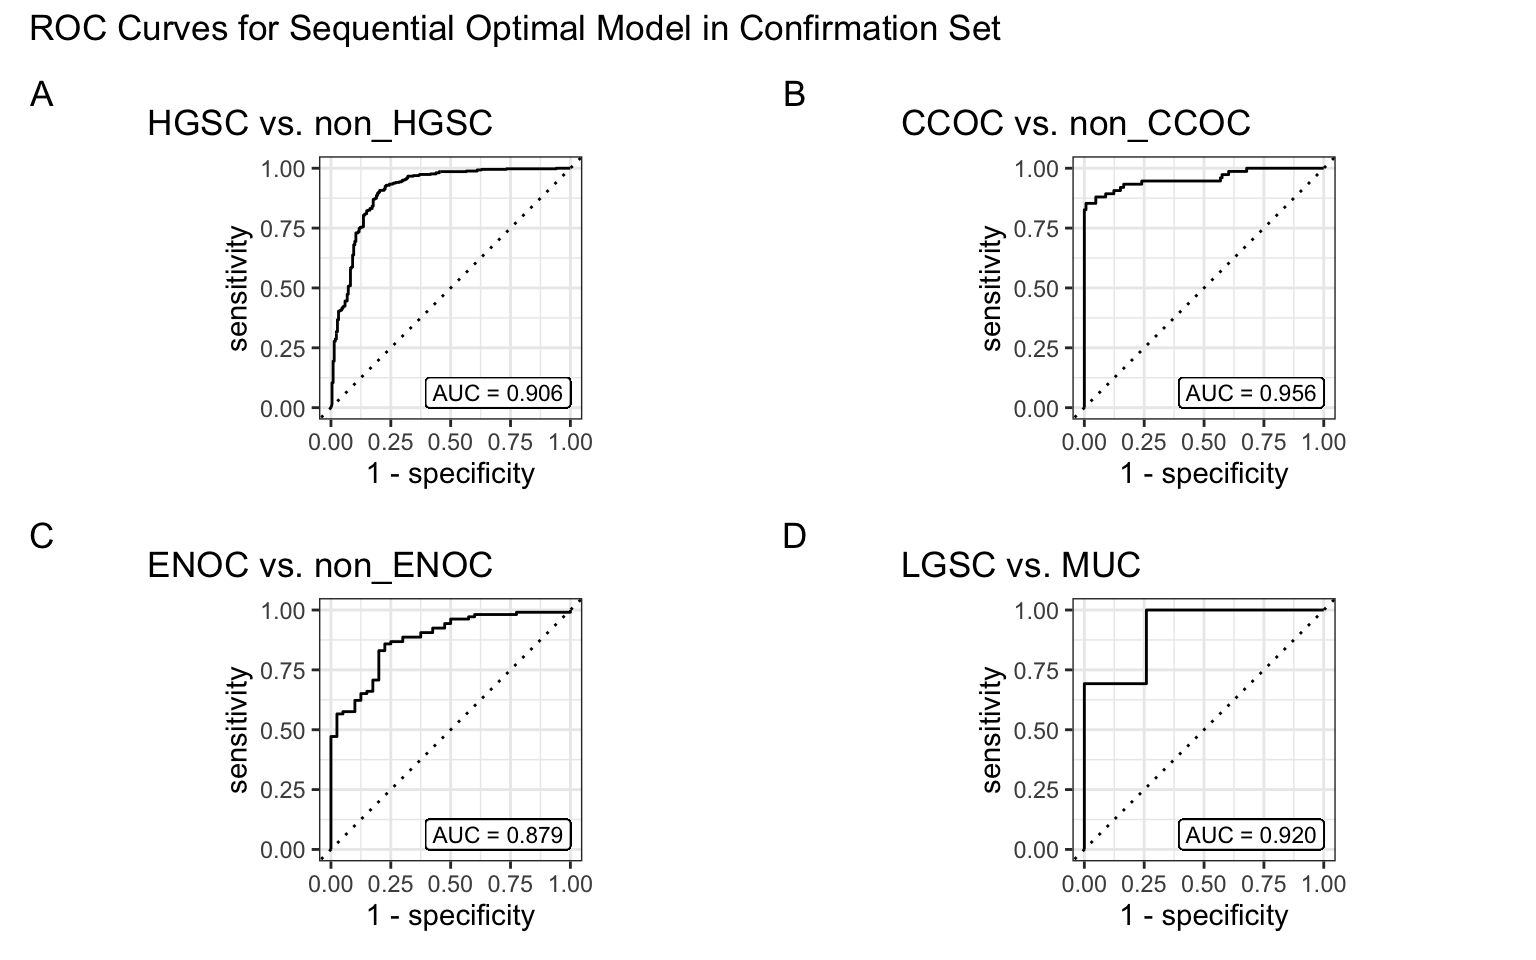 ROC Curves for Sequential Optimal Model in Confirmation Set
A
HGSC vs. non_HGSC
sensitivity
1.00
0.75
0.50
0.25
0.00
AUC = 0.906
0.00 0.25 0.50 0.75 1.00
1 - specificity
B
CCOC vs. non_CCOC
sensitivity
1.00
0.75
0.50
0.25
0.00
AUC = 0.956
0.00 0.25 0.50 0.75 1.00
1 - specificity
C
ENOC vs. non_ENOC
sensitivity
1.00
0.75
0.50
0.25
0.00
AUC = 0.879
0.00 0.25 0.50 0.75 1.00
1 - specificity
D
LGSC vs. MUC
sensitivity
1.00
0.75
0.50
0.25
0.00
AUC = 0.920
0.00 0.25 0.50 0.75 1.00
1 - specificity